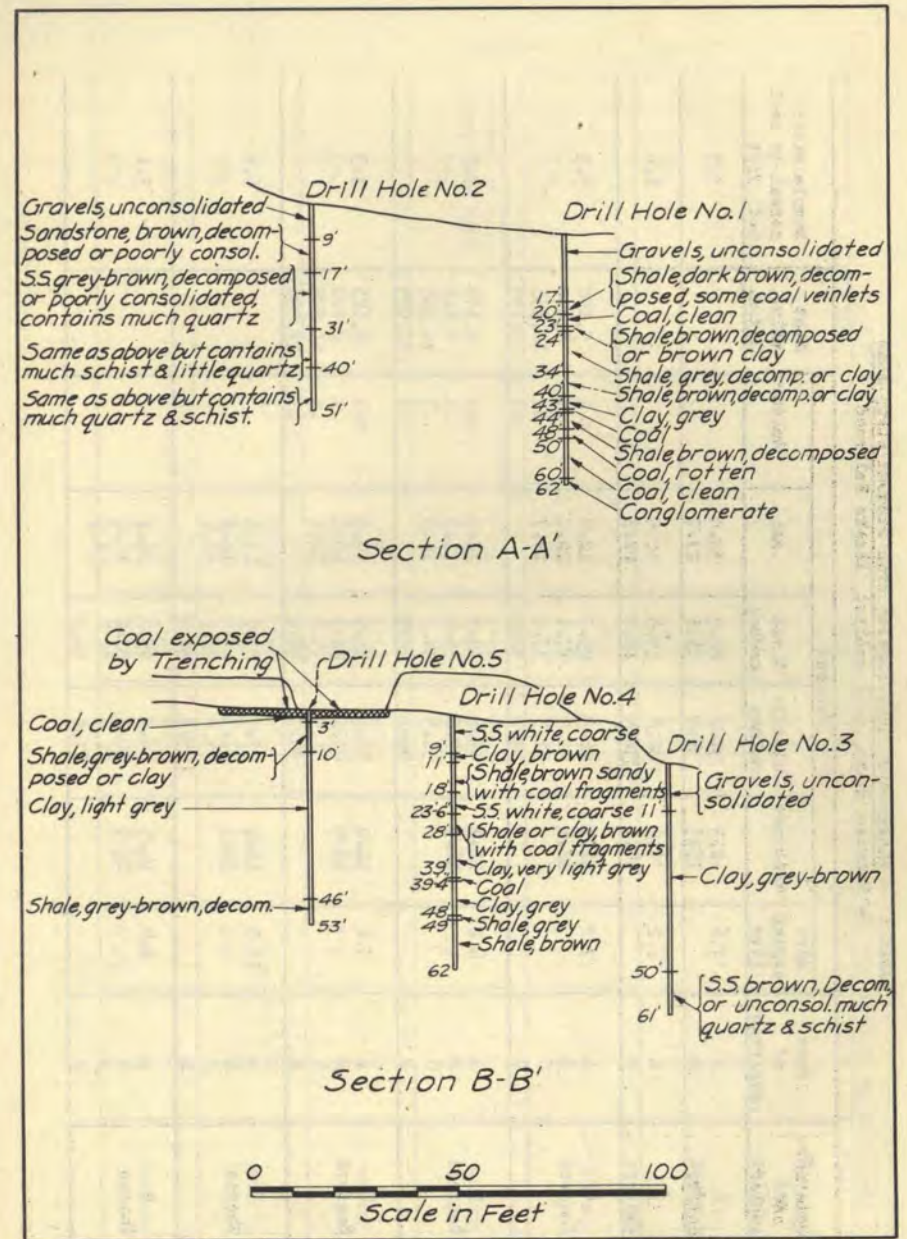 Drill Hole No.2
Gravels, unconsolidated
Sandstone, brown, decom-
posed or poorly consol.
S.S. grey-brown, decomposed
or poorly consolidated,
contains much quartz
Same as above but contains
much schist & little quartz
Same as above but contains
much quartz & schist.
9'
17'
31'
40'
51'
Drill Hole No.1
Gravels, unconsolidated
Shale, dark brown, decom-
posed, some coal veinlets
Coal, clean
Shale, brown, decomposed
or brown clay
Shale, grey, decomp. or clay
Shale, brown, decomp. or clay
Clay, grey
Coal
Shale, brown, decomposed
Coal, rotten
Coal, clean
Conglomerate
17'
20'
23'
24'
34'
40'
43'
44'
48'
50'
60'
62'
Section A-A'
Coal exposed
by Trenching
Drill Hole No.5
Coal, clean
Shale, grey-brown, decom-
posed or clay
Clay, light grey
Shale, grey-brown, decom.
3'
10'
46'
53'
Drill Hole No.4
S.S. white, coarse
Clay, brown
Shale, brown sandy
with coal fragments
S.S. white, coarse
Shale or clay, brown
with coal fragments
Clay, very light grey
Coal
Clay, grey
Shale, grey
Shale, brown
9'
11'
18'
23'6"
28'
39'
39'4"
48'
49'
62'
Drill Hole No.3
Gravels, uncon-
solidated
Clay, grey-brown
S.S. brown, Decom.
or unconsol. much
quartz & schist
11'
50'
61'
Section B-B'
0 50 100
Scale in Feet